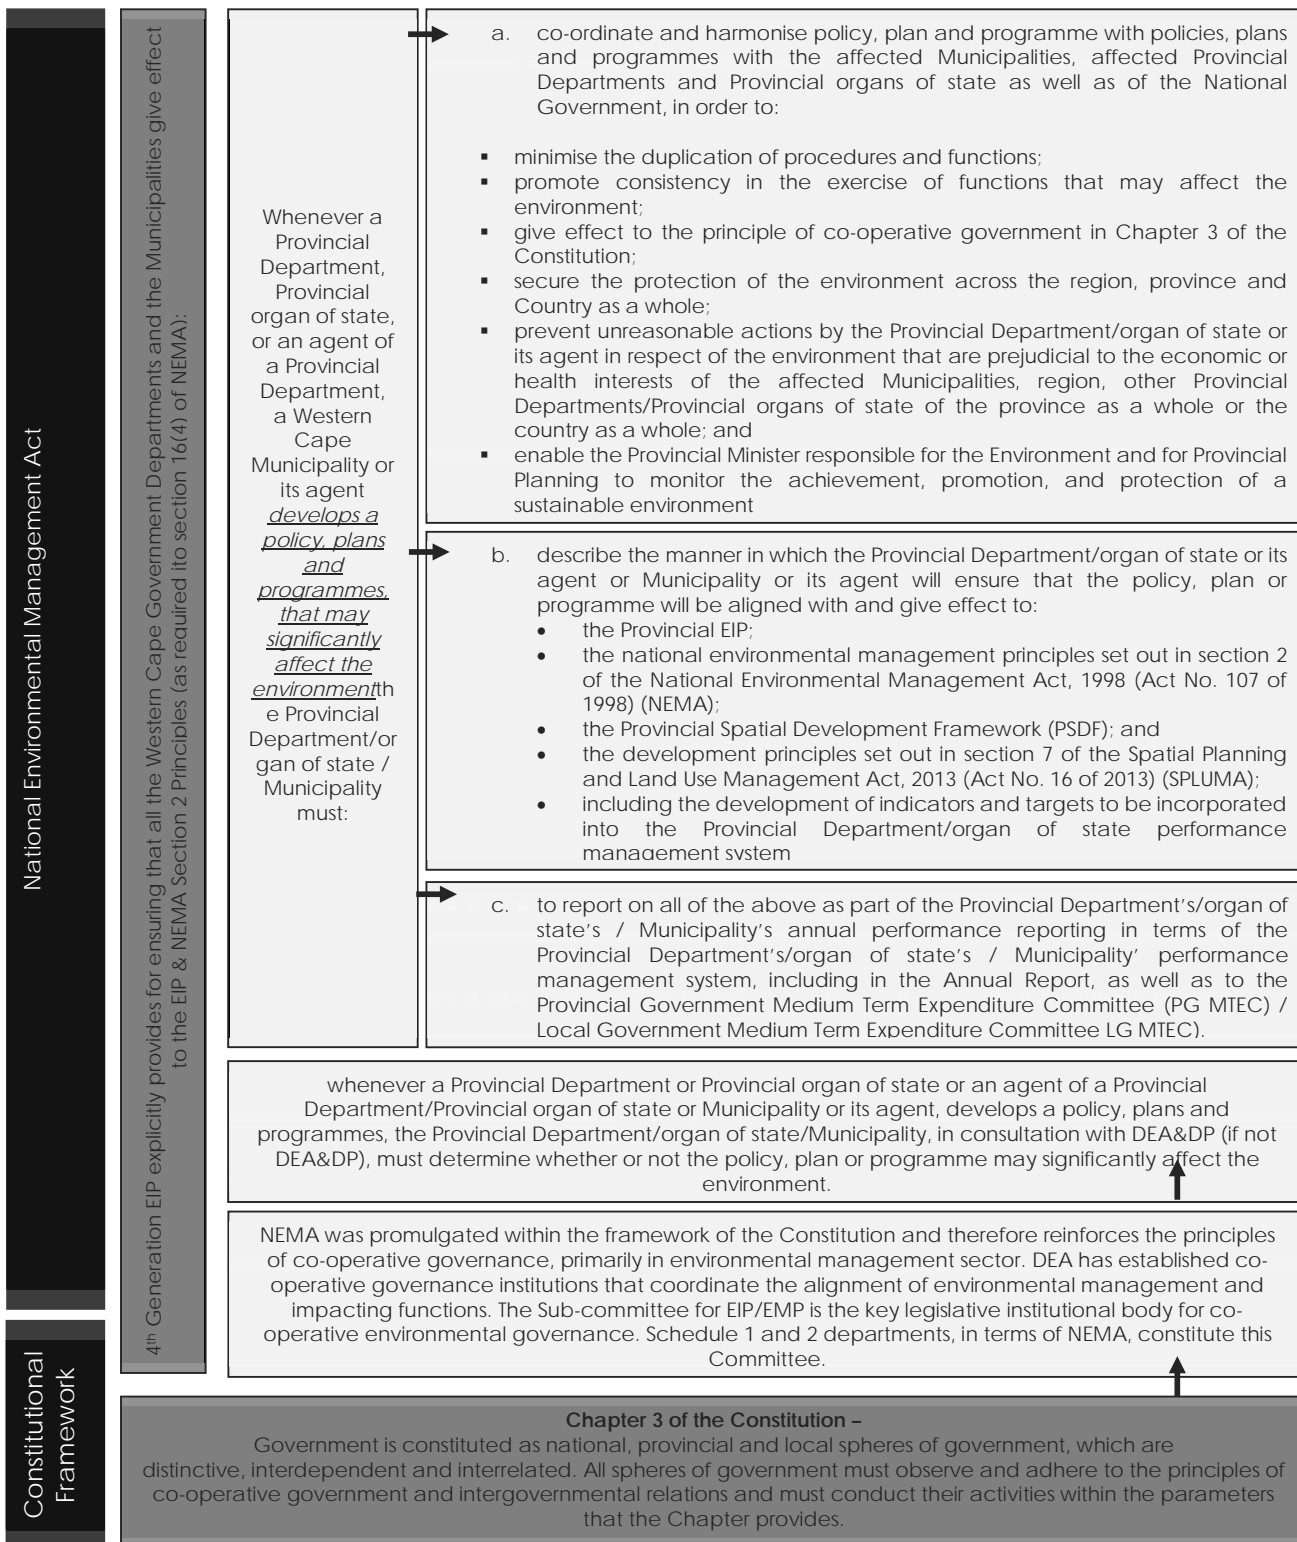 National Environmental Management Act
Constitutional
Framework
4th Generation EIP explicitly provides for ensuring that all the Western Cape Government Departments and the Municipalities give effect
to the EIP & NEMA Section 2 Principles (as required its section 16(4) of NEMA):
Whenever a
Provincial
Department,
Provincial
organ of state,
or an agent of
a Provincial
Department,
a Western
Cape
Municipality or
its agent
develops a
policy, plans
and
programmes,
that may
significantly
affect the
environmentth
e Provincial
Department/or
gan of state /
Municipality
must:
a. co-ordinate and harmonise policy, plan and programme with policies, plans
and programmes with the affected Municipalities, affected Provincial
Departments and Provincial organs of state as well as of the National
Government, in order to:
▪ minimise the duplication of procedures and functions;
▪ promote consistency in the exercise of functions that may affect the
environment;
▪ give effect to the principle of co-operative government in Chapter 3 of the
Constitution;
▪ secure the protection of the environment across the region, province and
Country as a whole;
▪ prevent unreasonable actions by the Provincial Department/organ of state or
its agent in respect of the environment that are prejudicial to the economic or
health interests of the affected Municipalities, region, other Provincial
Departments/Provincial organs of state of the province as a whole or the
country as a whole; and
▪ enable the Provincial Minister responsible for the Environment and for Provincial
Planning to monitor the achievement, promotion, and protection of a
sustainable environment
b. describe the manner in which the Provincial Department/organ of state or its
agent or Municipality or its agent will ensure that the policy, plan or
programme will be aligned with and give effect to:
• the Provincial EIP;
• the national environmental management principles set out in section 2
of the National Environmental Management Act, 1998 (Act No. 107 of
1998) (NEMA);
• the Provincial Spatial Development Framework (PSDF); and
• the development principles set out in section 7 of the Spatial Planning
and Land Use Management Act, 2013 (Act No. 16 of 2013) (SPLUMA);
• including the development of indicators and targets to be incorporated
into the Provincial Department/organ of state performance
management system
c. to report on all of the above as part of the Provincial Department's/organ of
state's / Municipality's annual performance reporting in terms of the
Provincial Department's/organ of state's / Municipality' performance
management system, including in the Annual Report, as well as to the
Provincial Government Medium Term Expenditure Committee (PG MTEC) /
Local Government Medium Term Expenditure Committee LG MTEC).
whenever a Provincial Department or Provincial organ of state or an agent of a Provincial
Department/Provincial organ of state or Municipality or its agent, develops a policy, plans and
programmes, the Provincial Department/organ of state/Municipality, in consultation with DEA&DP (if not
DEA&DP), must determine whether or not the policy, plan or programme may significantly affect the
environment.
NEMA was promulgated within the framework of the Constitution and therefore reinforces the principles
of co-operative governance, primarily in environmental management sector. DEA has established co-
operative governance institutions that coordinate the alignment of environmental management and
impacting functions. The Sub-committee for EIP/EMP is the key legislative institutional body for co-
operative environmental governance. Schedule 1 and 2 departments, in terms of NEMA, constitute this
Committee.
Chapter 3 of the Constitution –
Government is constituted as national, provincial and local spheres of government, which are
distinctive, interdependent and interrelated. All spheres of government must observe and adhere to the principles of
co-operative government and intergovernmental relations and must conduct their activities within the parameters
that the Chapter provides.